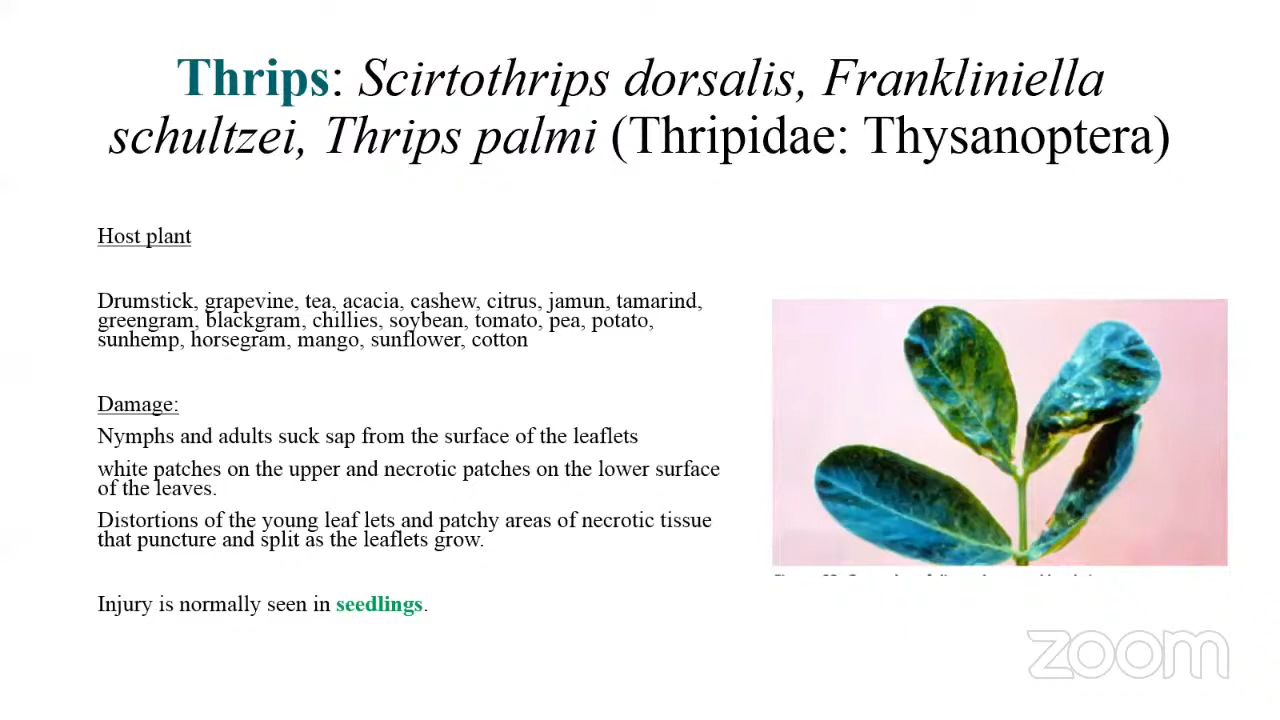 Thrips: Scirtothrips dorsalis, Frankliniella
schultzei, Thrips palmi (Thripidae: Thysanoptera)
Host plant
Drumstick, grapevine, tea, acacia, cashew, citrus, jamun, tamarind,
greengram, blackgram, chillies, soybean, tomato, pea, potato,
sunhemp, horsegram, mango, sunflower, cotton
Damage:
Nymphs and adults suck sap from the surface of the leaflets
white patches on the upper and necrotic patches on the lower surface
of the leaves.
Distortions of the young leaf lets and patchy areas of necrotic tissue
that puncture and split as the leaflets grow.
Injury is normally seen in seedlings.
zoom